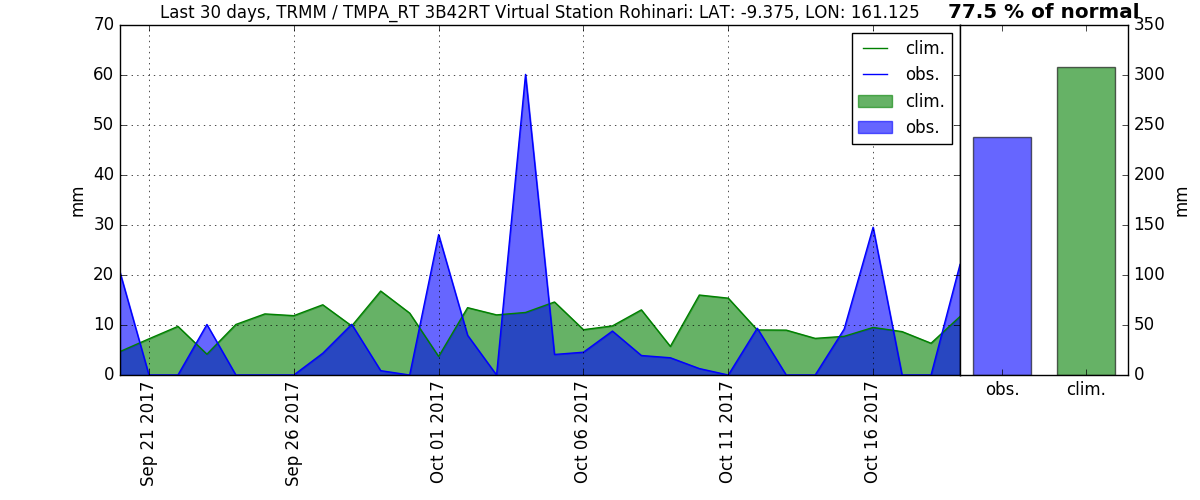 Last 30 days, TRMM / TMPA_RT 3B42RT Virtual Station Rohinari: LAT: -9.375, LON: 161.125
77.5 % of normal
70
60
50
40
30
20
10
0
mm
clim.
obs.
clim.
obs.
Sep 21 2017
Sep 26 2017
Oct 01 2017
Oct 06 2017
Oct 11 2017
Oct 16 2017
350
300
250
200
150
100
50
0
mm
obs.
clim.